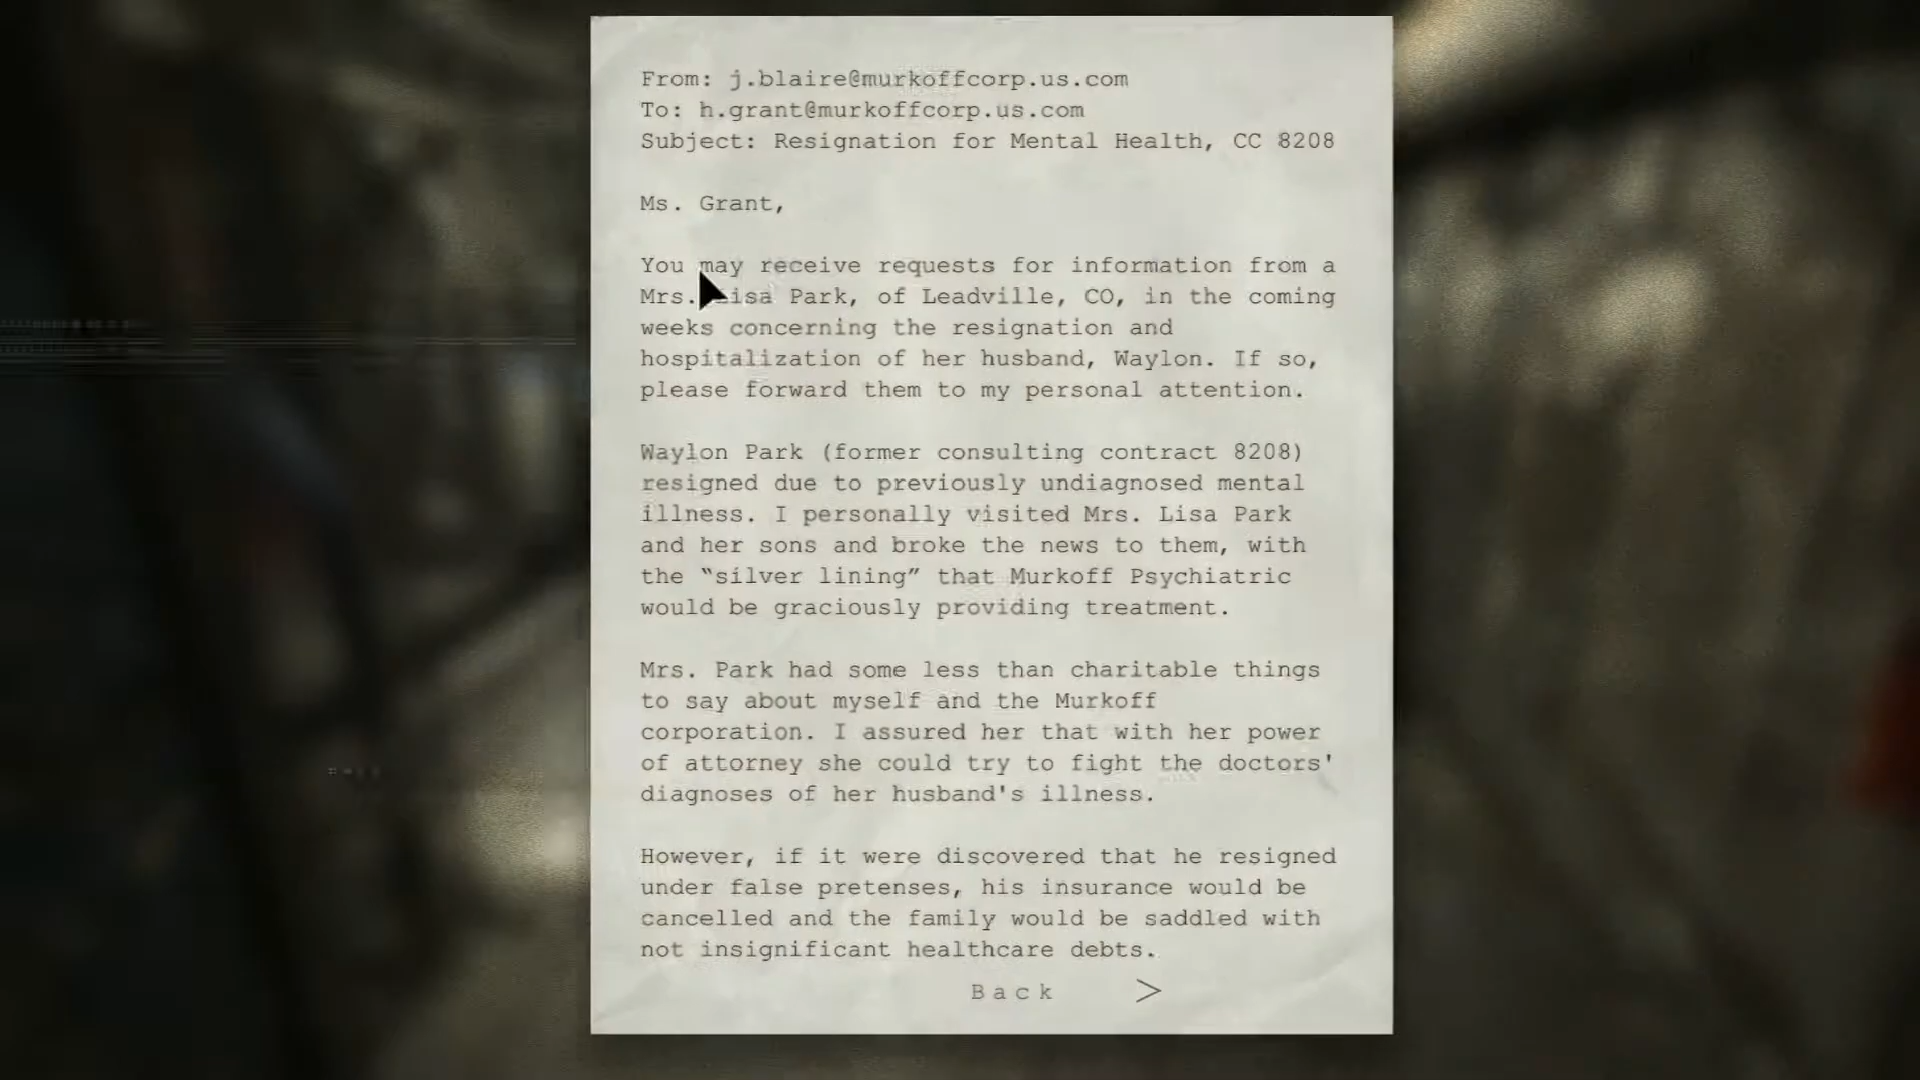 From: j.blaire@murkoffcorp.us.com
To: h.grant@murkoffcorp.us.com
Subject: Resignation for Mental Health, CC 8208
Ms. Grant,
You may receive requests for information from a
Mrs. Lisa Park, of Leadville, CO, in the coming
weeks concerning the resignation and
hospitalization of her husband, Waylon. If so,
please forward them to my personal attention.
Waylon Park (former consulting contract 8208)
resigned due to previously undiagnosed mental
illness. I personally visited Mrs. Lisa Park
and her sons and broke the news to them, with
the “silver lining” that Murkoff Psychiatric
would be graciously providing treatment.
Mrs. Park had some less than charitable things
to say about myself and the Murkoff
corporation. I assured her that with her power
of attorney she could try to fight the doctors'
diagnoses of her husband's illness.
However, if it were discovered that he resigned
under false pretenses, his insurance would be
cancelled and the family would be saddled with
not insignificant healthcare debts.
Back >